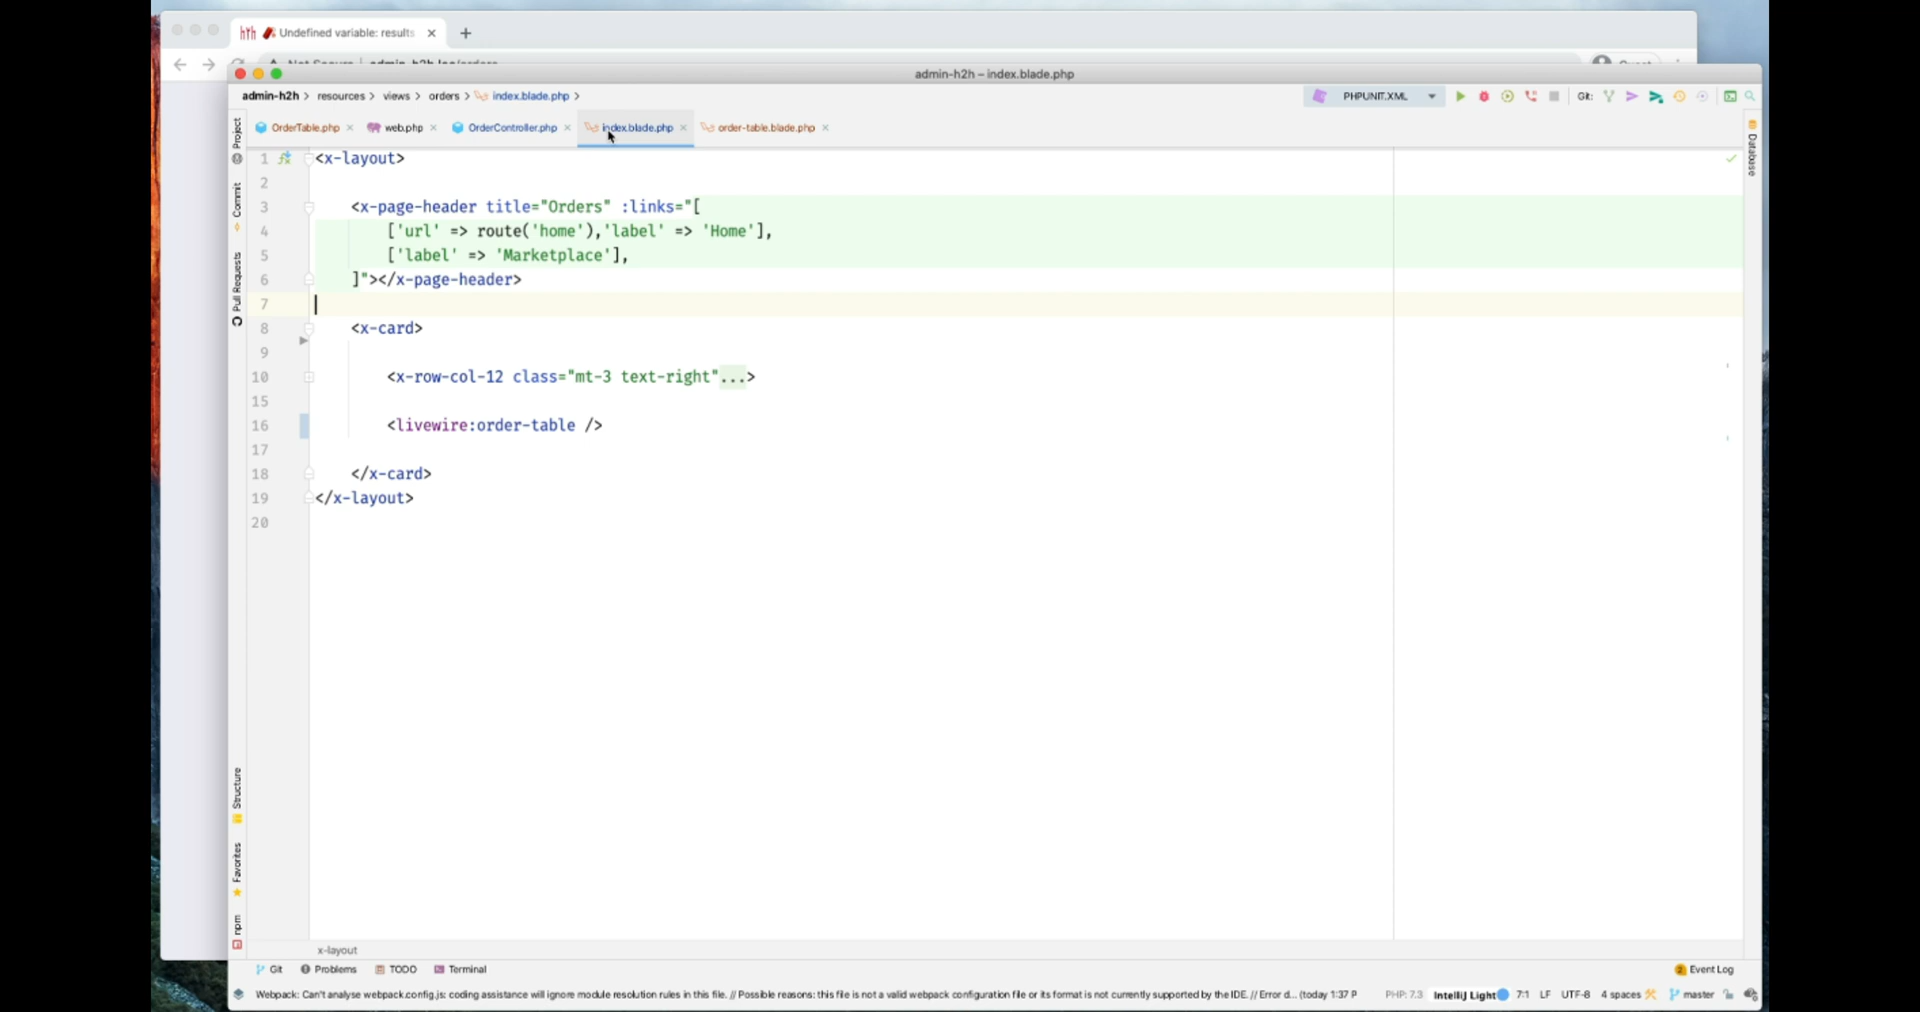 Undefined variable: results
admin-h2h – index.blade.php
admin-h2h > resources > views > orders > index.blade.php >
PHPUNIT.XML
Git:
OrderTable.php
web.php
OrderController.php
index.blade.php
order-table.blade.php
Project
Commit
Pull Requests
Structure
Favorites
npm
Database
1 <x-layout>
2
3 <x-page-header title="Orders" :links="[
4 ['url' => route('home'),'label' => 'Home'],
5 ['label' => 'Marketplace'],
6 ]"></x-page-header>
7
8 <x-card>
9
10 <x-row-col-12 class="mt-3 text-right"...>
15
16 <livewire:order-table />
17
18 </x-card>
19 </x-layout>
20
x-layout
Git
Problems
TODO
Terminal
Event Log
Webpack: Can't analyse webpack.config.js: coding assistance will ignore module resolution rules in this file. // Possible reasons: this file is not a valid webpack configuration file or its format is not currently supported by the IDE. // Error d... (today 1:37 P
PHP: 7.3
IntelliJ Light
7:1
LF
UTF-8
4 spaces
master